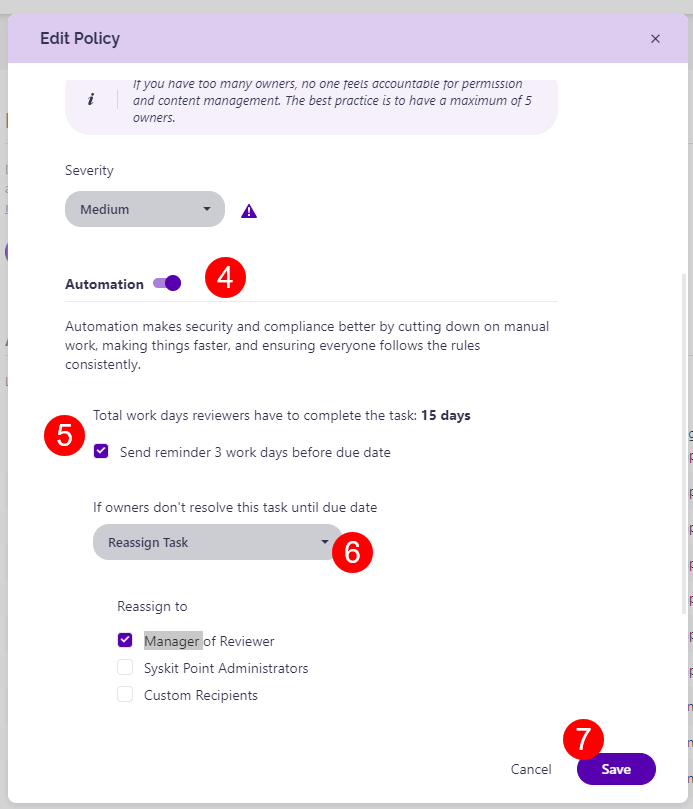 Edit Policy
×
If you have too many owners, no one feels accountable for permission
i
and content management. The best practice is to have a maximum of 5
owners.
Severity
Medium
Automation
4
Automation makes security and compliance better by cutting down on manual
work, making things faster, and ensuring everyone follows the rules
consistently.
Total work days reviewers have to complete the task: 15 days
5
Send reminder 3 work days before due date
If owners don't resolve this task until due date
Reassign Task
6
Reassign to
Manager of Reviewer
Syskit Point Administrators
Custom Recipients
7
Cancel
Save